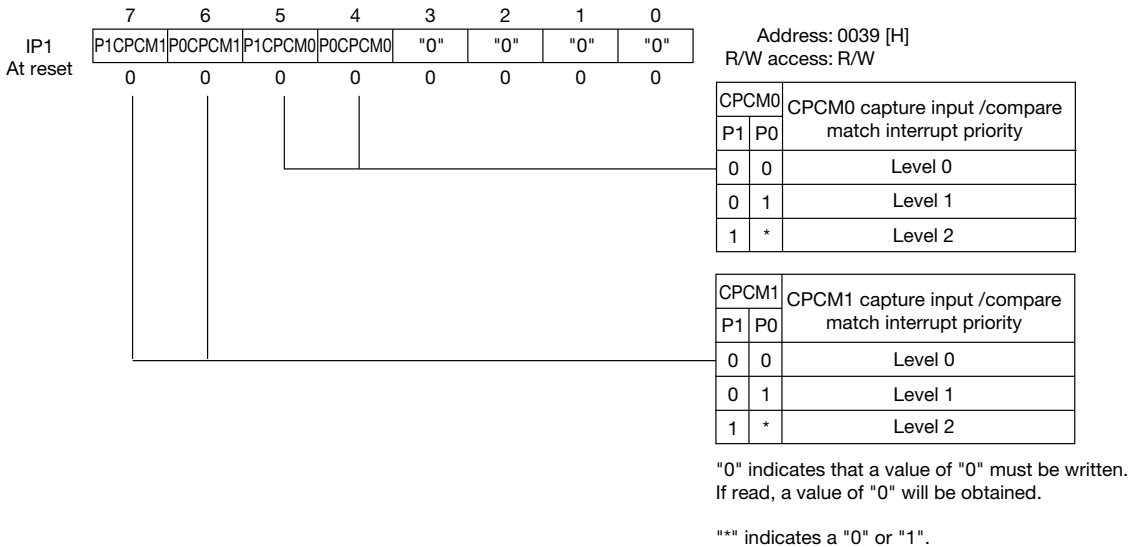 7 6 5 4 3 2 1 0
IP1 P1CPCM1 P0CPCM1 P1CPCM0 P0CPCM0 "0" "0" "0" "0"
At reset 0 0 0 0 0 0 0 0
Address: 0039 [H]
R/W access: R/W
CPCM0 CPCM0 capture input /compare
P1 P0 match interrupt priority
0 0 Level 0
0 1 Level 1
1 * Level 2
CPCM1 CPCM1 capture input /compare
P1 P0 match interrupt priority
0 0 Level 0
0 1 Level 1
1 * Level 2
"0" indicates that a value of "0" must be written.
If read, a value of "0" will be obtained.
"*" indicates a "0" or "1".